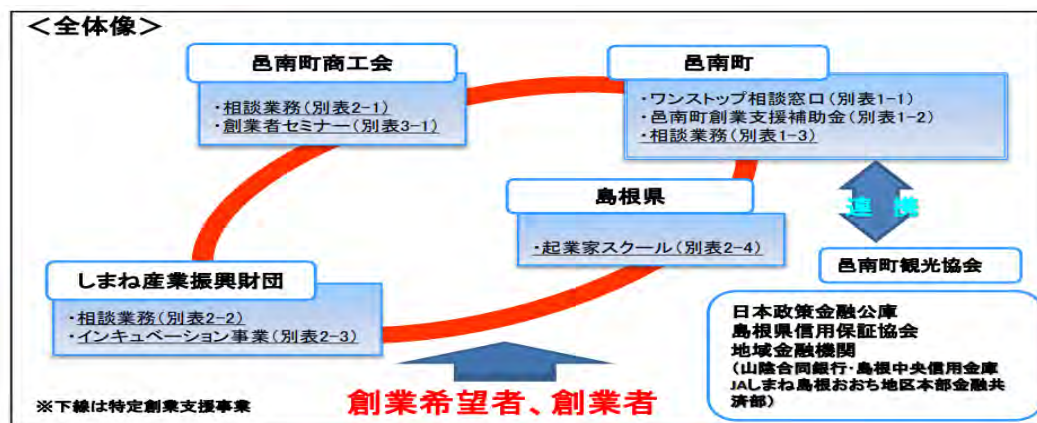 ＜全体像＞
邑南町商工会
・相談業務(別表2-1)
・創業者セミナー(別表3-1)
邑南町
・ワンストップ相談窓口(別表1-1)
・邑南町創業支援補助金(別表1-2)
・相談業務(別表1-3)
島根県
・起業家スクール(別表2-4)
連携
邑南町観光協会
しまね産業振興財団
・相談業務(別表2-2)
・インキュベーション事業(別表2-3)
日本政策金融公庫
島根県信用保証協会
地域金融機関
(山陰合同銀行・島根中央信用金庫
JAしまね島根おおち地区本部金融共
済部)
創業希望者、創業者
※下線は特定創業支援事業